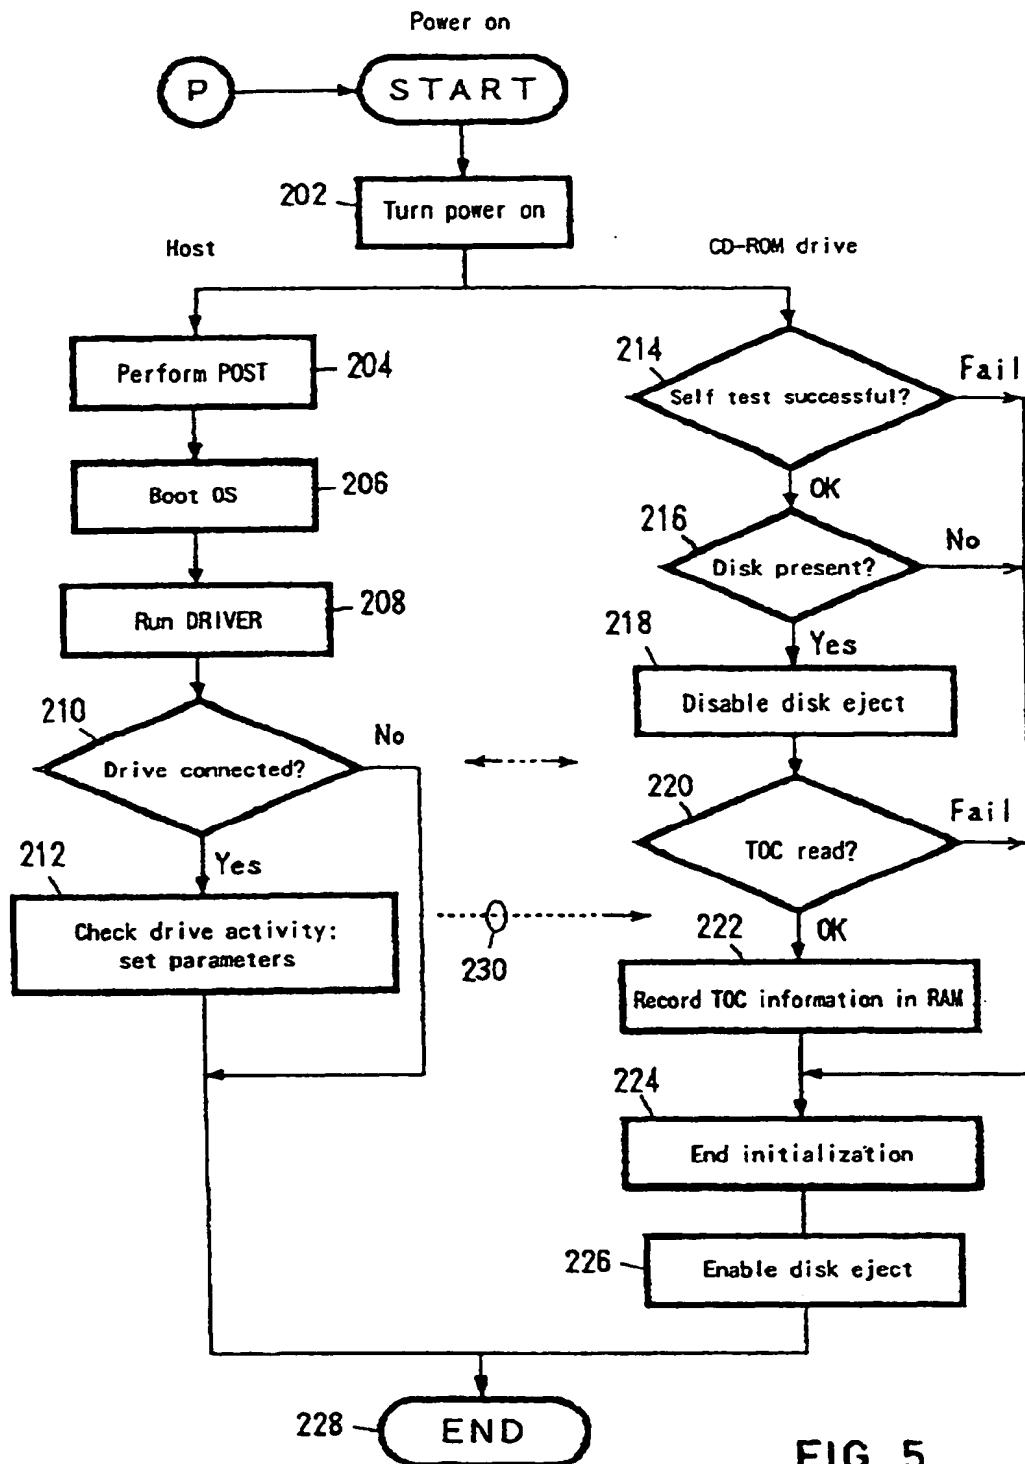 Power on
P
START
202
Turn power on
Host
CD-ROM drive
Perform POST
204
214
Self test successful?
Fail
OK
Boot OS
206
216
Disk present?
No
Yes
Run DRIVER
208
218
Disable disk eject
210
Drive connected?
No
Yes
220
TOC read?
Fail
OK
212
Check drive activity:
set parameters
230
222
Record TOC information in RAM
224
End initialization
226
Enable disk eject
228
END
FIG. 5